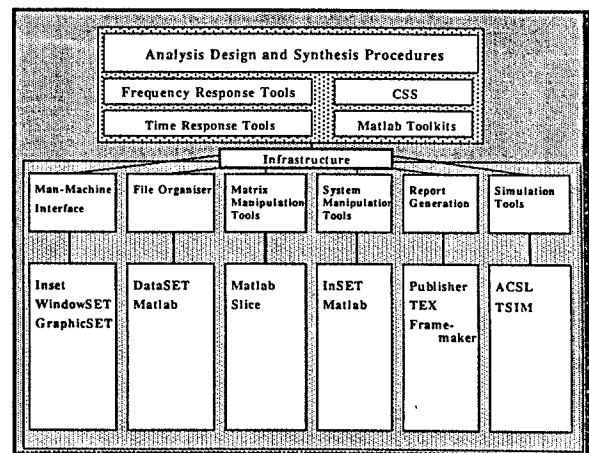 Analysis Design and Synthesis Procedures
Frequency Response Tools
CSS
Time Response Tools
Matlab Toolkits
Infrastructure
Man-Machine
Interface
File Organiser
Matrix
Manipulation
Tools
System
Manipulation
Tools
Report
Generation
Simulation
Tools
Inset
WindowSET
GraphicSET
DataSET
Matlab
Matlab
Slice
InSET
Matlab
Publisher
TEX
Frame-
maker
ACSL
TSIM